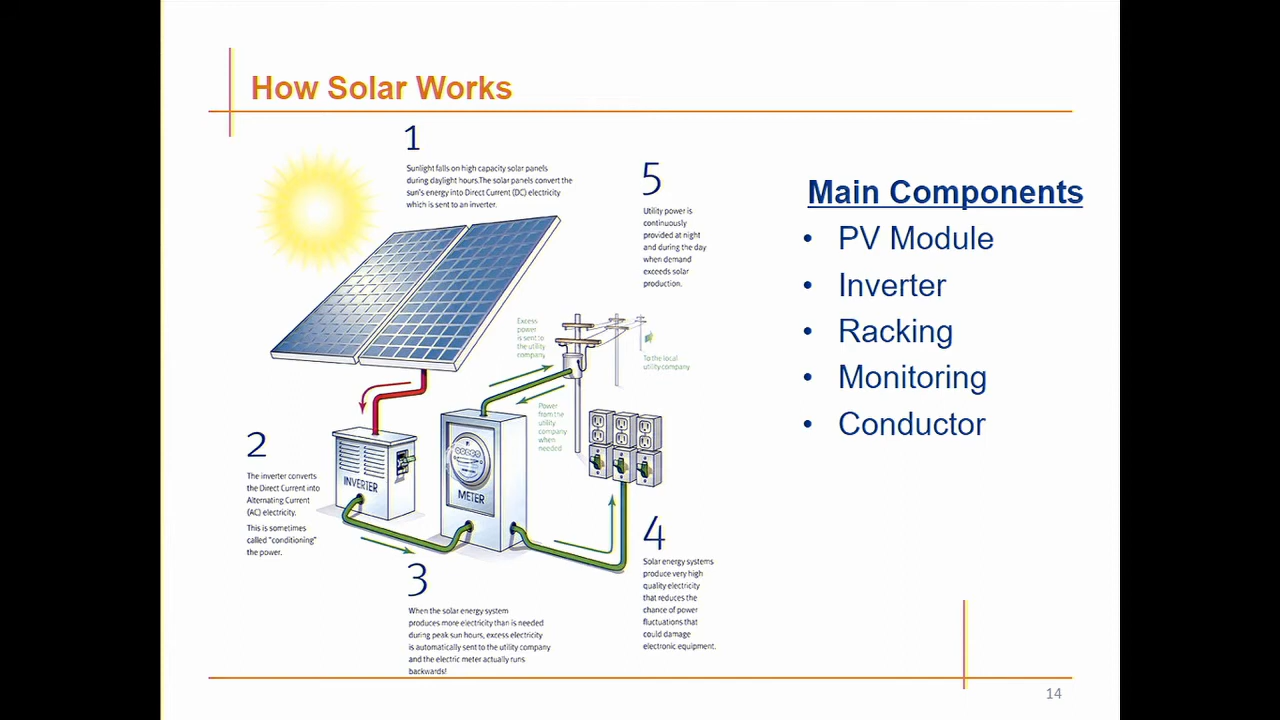 How Solar Works
1
Sunlight falls on high capacity solar panels
during daylight hours.The solar panels convert the
sun's energy into Direct Current (DC) electricity
which is sent to an inverter.
5
Utility power is
continuously
provided at night
and during the day
when demand
exceeds solar
production.
Excess
power
is sent to
the utility
company
To the local
utility company
Power
from the
utility
company
when
needed
2
The inverter converts
the Direct Current into
Alternating Current
(AC) electricity.
This is sometimes
called "conditioning"
the power.
INVERTER
METER
3
When the solar energy system
produces more electricity than is needed
during peak sun hours, excess electricity
is automatically sent to the utility company
and the electric meter actually runs
backwards!
4
Solar energy systems
produce very high
quality electricity
that reduces the
chance of power
fluctuations that
could damage
electronic equipment.
Main Components
• PV Module
• Inverter
• Racking
• Monitoring
• Conductor
14